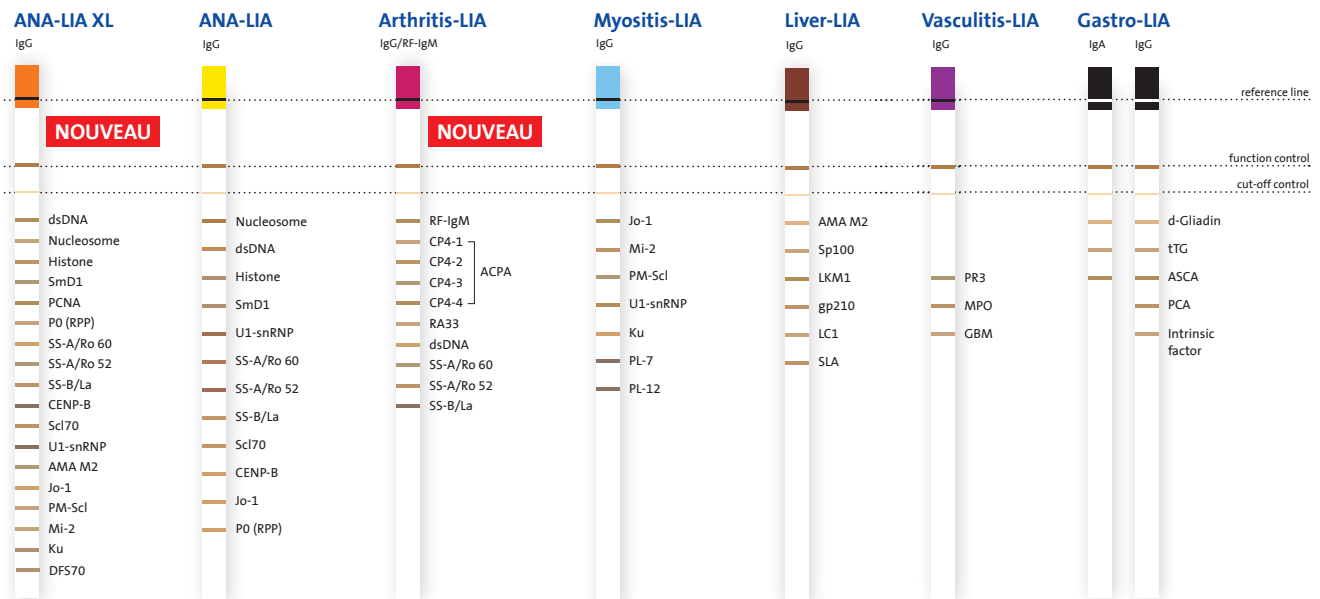 ANA-LIA XL
IgG
NOUVEAU
dsDNA
Nucleosome
Histone
SmD1
PCNA
P0 (RPP)
SS-A/Ro 60
SS-A/Ro 52
SS-B/La
CENP-B
Scl70
U1-snRNP
AMA M2
Jo-1
PM-Scl
Mi-2
Ku
DFS70
ANA-LIA
IgG
Nucleosome
dsDNA
Histone
SmD1
U1-snRNP
SS-A/Ro 60
SS-A/Ro 52
SS-B/La
Scl70
CENP-B
Jo-1
P0 (RPP)
Arthritis-LIA
IgG/RF-IgM
NOUVEAU
RF-IgM
CP4-1
CP4-2
CP4-3
CP4-4
ACPA
RA33
dsDNA
SS-A/Ro 60
SS-A/Ro 52
SS-B/La
Myositis-LIA
IgG
Jo-1
Mi-2
PM-Scl
U1-snRNP
Ku
PL-7
PL-12
Liver-LIA
IgG
AMA M2
Sp100
LKM1
gp210
LC1
SLA
Vasculitis-LIA
IgG
PR3
MPO
GBM
Gastro-LIA
IgA
IgG
reference line
function control
cut-off control
d-Gliadin
tTG
ASCA
PCA
Intrinsic
factor